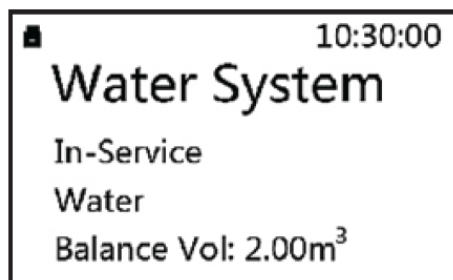 10:30:00
Water System
In-Service
Water
Balance Vol: 2.00m³